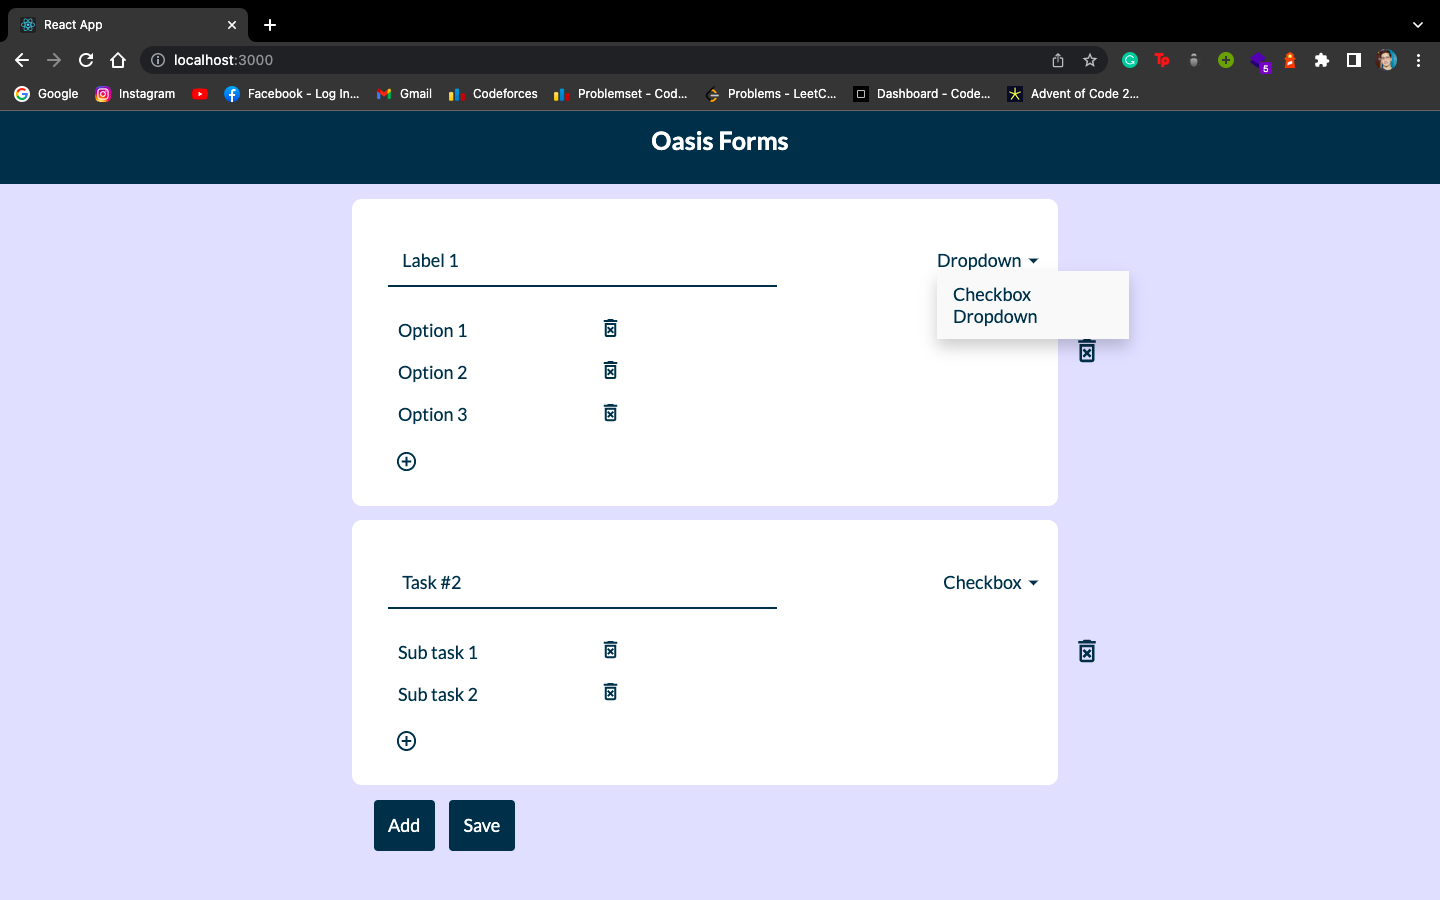 React App
localhost:3000
Tp
5
Google
Instagram
Facebook - Log In...
Gmail
Codeforces
Problemset - Cod...
Problems - LeetC...
Dashboard - Code...
Advent of Code 2...
Oasis Forms
Label 1
Dropdown
Checkbox
Dropdown
Option 1
Option 2
Option 3
Task #2
Checkbox
Sub task 1
Sub task 2
Add
Save